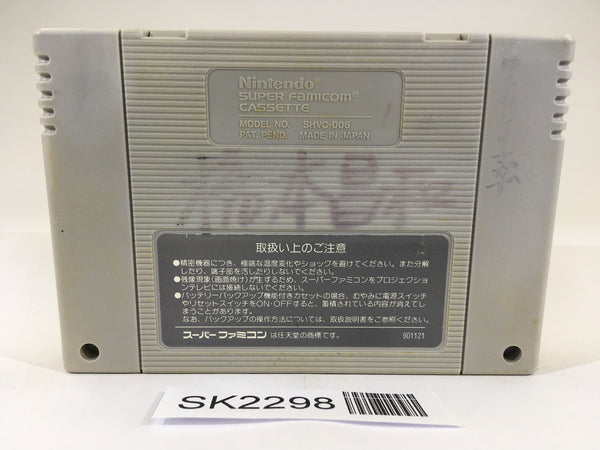 Nintendo®
SUPER FAMICOM®
CASSETTE
MODEL NO. SHVC-006
PAT. PEND. MADE IN JAPAN
取扱い上のご注意
●精密機器につき、極端な温度変化やショックを避けてください。また分解
したり、端子部を汚したりしないでください。
●残像現象(画面焼け)が生ずるため、スーパーファミコンをプロジェクショ
ンテレビには接続しないでください。
●バッテリーバックアップ機能付きカセットの場合、むやみに電源スイッチ
やリセットスイッチをON-OFFすると、蓄積されている内容が消えてし
まうことがあります。
なお、バックアップの操作方法については、取扱説明書をご参照ください。
スーパーファミコン は任天堂の商標です。 901121
SK2298